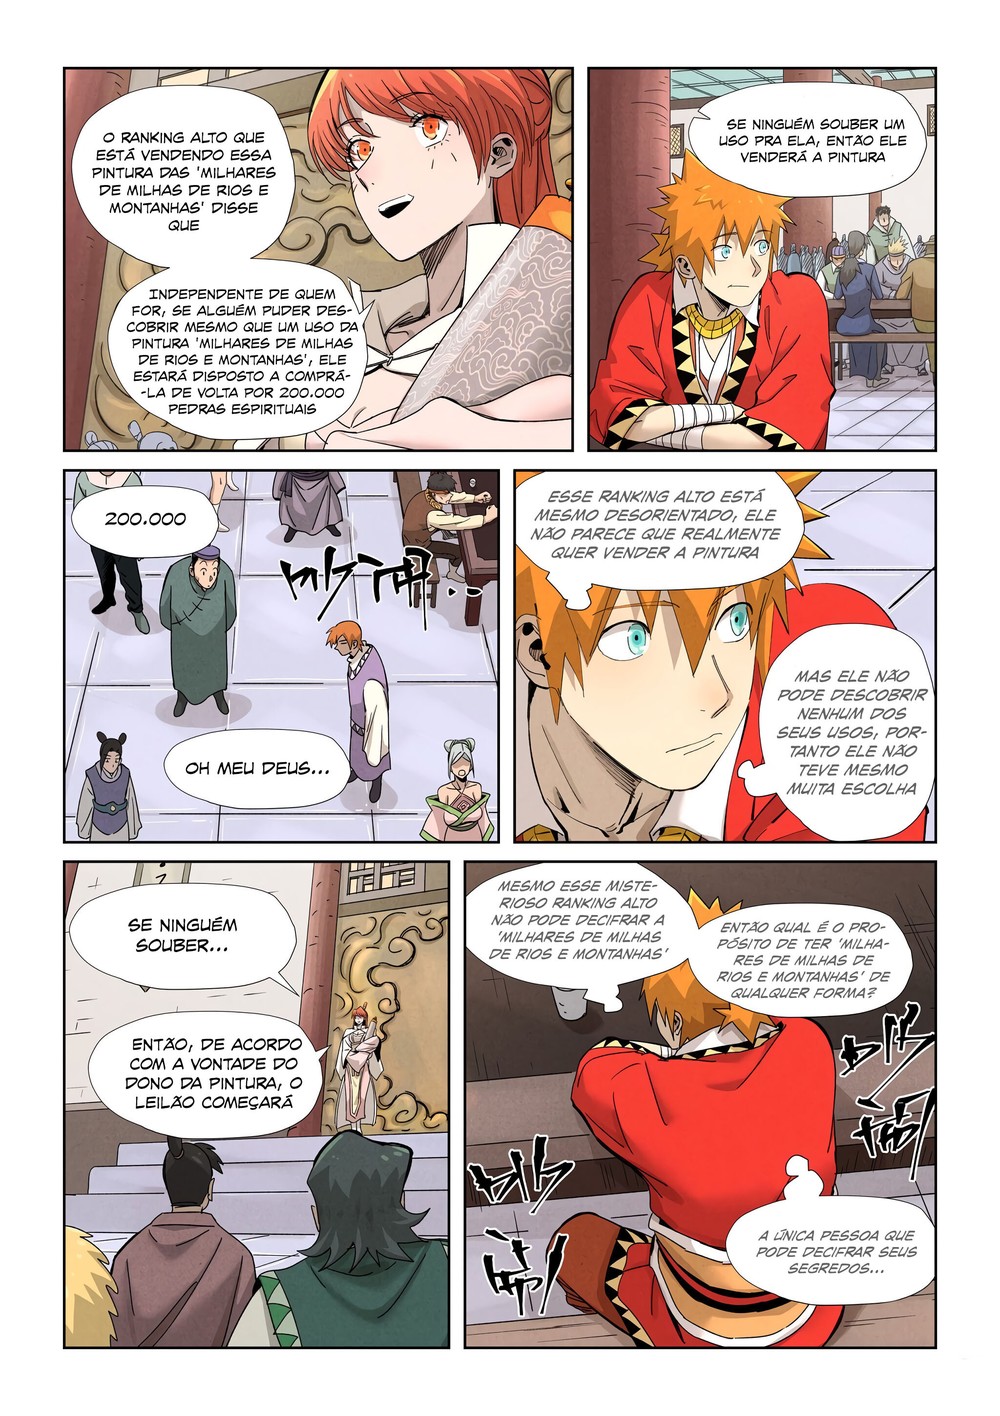 O RANKING ALTO QUE
ESTÁ VENDENDO ESSA
PINTURA DAS 'MILHARES
DE MILHAS DE RIOS E
MONTANHAS' DISSE
QUE
INDEPENDENTE DE QUEM
FOR, SE ALGUÉM PUDER DES-
COBRIR MESMO QUE UM USO DA
PINTURA 'MILHARES DE MILHAS
DE RIOS E MONTANHAS', ELE
ESTARÁ DISPOSTO A COMPRÁ-
-LA DE VOLTA POR 200.000
PEDRAS ESPIRITUAIS
SE NINGUÉM SOUBER UM
USO PRA ELA, ENTÃO ELE
VENDERÁ A PINTURA
200.000
OH MEU DEUS...
ESSE RANKING ALTO ESTÁ
MESMO DESORIENTADO, ELE
NÃO PARECE QUE REALMENTE
QUER VENDER A PINTURA
MAS ELE NÃO
PODE DESCOBRIR
NENHUM DOS
SEUS USOS, POR-
TANTO ELE NÃO
TEVE MESMO
MUITA ESCOLHA
SE NINGUÉM
SOUBER...
ENTÃO, DE ACORDO
COM A VONTADE DO
DONO DA PINTURA, O
LEILÃO COMEÇARÁ
MESMO ESSE MISTE-
RIOSO RANKING ALTO
NÃO PODE DECIFRAR A
'MILHARES DE MILHAS
DE RIOS E MONTANHAS'
ENTÃO QUAL É O PRO-
PÓSITO DE TER 'MILHA-
RES DE MILHAS DE
RIOS E MONTANHAS' DE
QUALQUER FORMA?
A ÚNICA PESSOA QUE
PODE DECIFRAR SEUS
SEGREDOS...